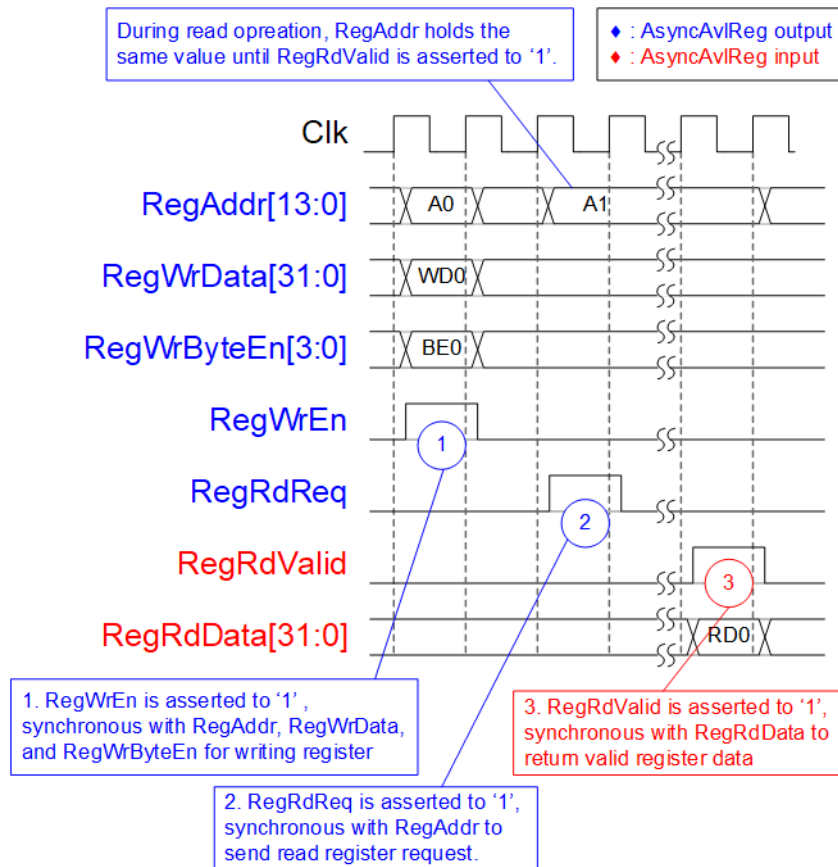 During read opreation, RegAddr holds the
same value until RegRdValid is asserted to ‘1’.
♦ : AsyncAvlReg output
♦ : AsyncAvlReg input
Clk
RegAddr[13:0]
A0
A1
RegWrData[31:0]
WD0
RegWrByteEn[3:0]
BE0
RegWrEn
1
RegRdReq
2
RegRdValid
3
RegRdData[31:0]
RD0
1. RegWrEn is asserted to ‘1’ ,
synchronous with RegAddr, RegWrData,
and RegWrByteEn for writing register
3. RegRdValid is asserted to ‘1’,
synchronous with RegRdData to
return valid register data
2. RegRdReq is asserted to ‘1’,
synchronous with RegAddr to
send read register request.